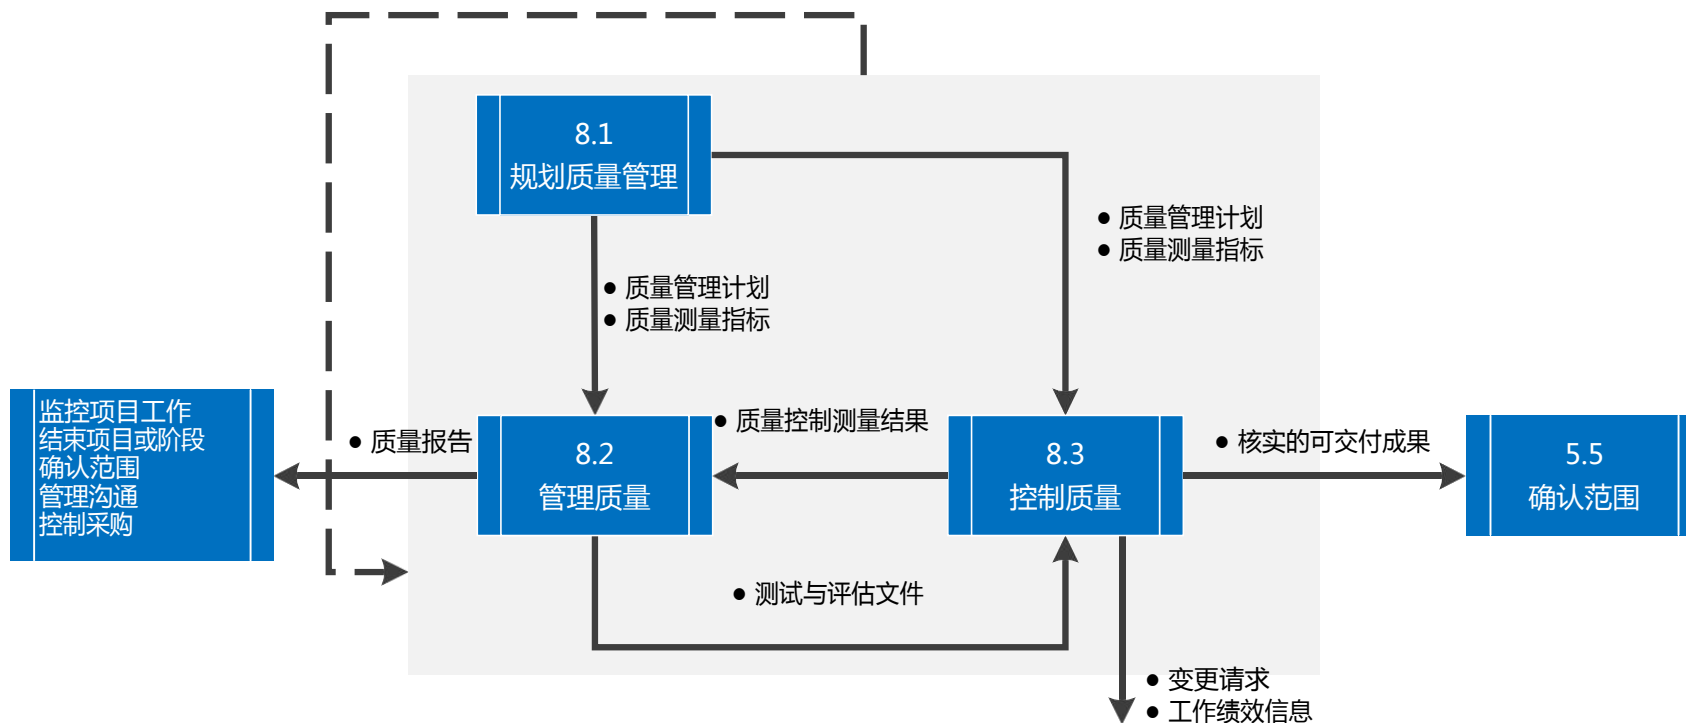 8.1
规划质量管理
● 质量管理计划
● 质量测量指标
● 质量管理计划
● 质量测量指标
监控项目工作
结束项目或阶段
确认范围
管理沟通
控制采购
● 质量报告
8.2
管理质量
● 质量控制测量结果
8.3
控制质量
● 核实的可交付成果
5.5
确认范围
● 测试与评估文件
● 变更请求
● 工作绩效信息